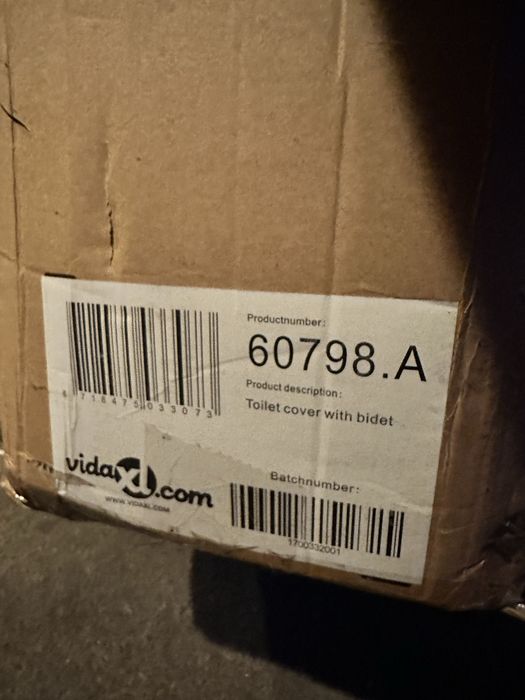 Productnumber:
60798.A
Product description:
Toilet cover with bidet
8 718475 033073
vidaXL.com
WWW.VIDAXL.COM
Batchnumber:
1700332001